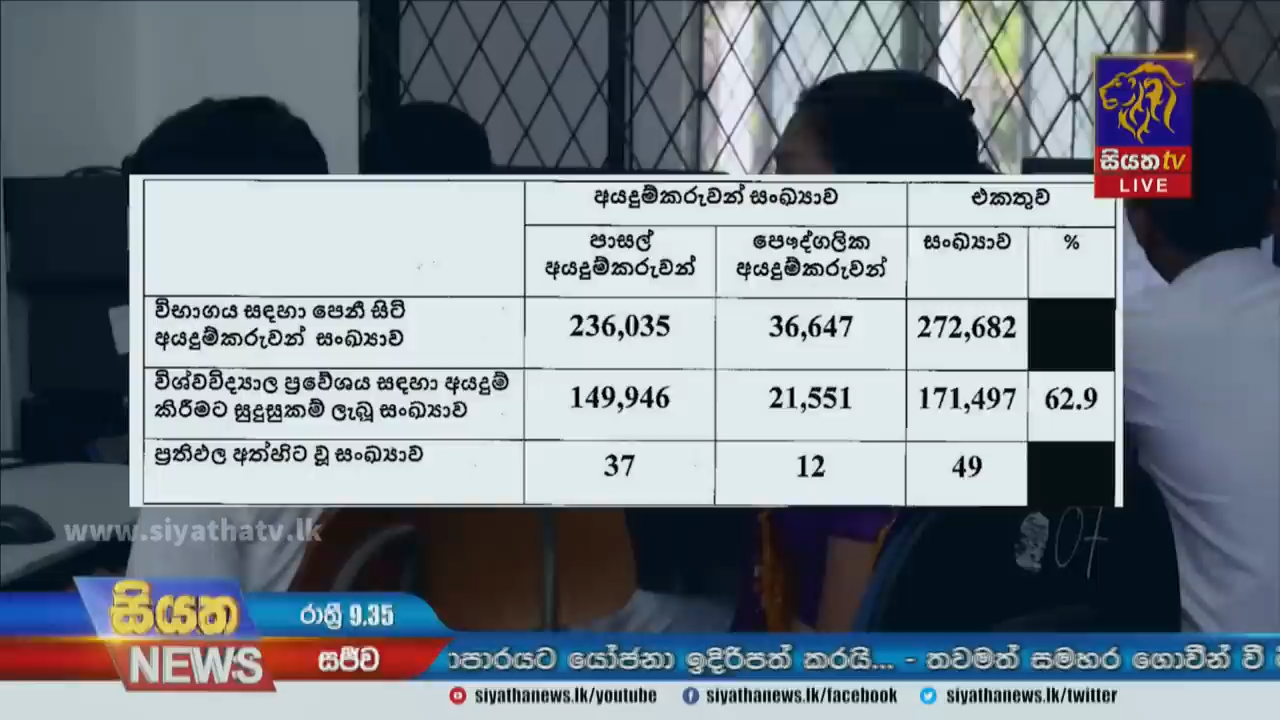 සියත tv
LIVE
අයදුම්කරුවන් සංඛ්‍යාව
එකතුව
පාසල්
අයදුම්කරුවන්
පෞද්ගලික
අයදුම්කරුවන්
සංඛ්‍යාව
%
විභාගය සඳහා පෙනී සිටි
අයදුම්කරුවන් සංඛ්‍යාව
236,035
36,647
272,682
විශ්වවිද්‍යාල ප්‍රවේශය සඳහා අයදුම්
කිරීමට සුදුසුකම් ලැබූ සංඛ්‍යාව
149,946
21,551
171,497
62.9
ප්‍රතිඵල අත්හිට වූ සංඛ්‍යාව
37
12
49
07
www.siyathatv.lk
සියත
NEWS
රාත්‍රී 9.35
සජීව
පාරයට යෝජනා ඉදිරිපත් කරයි... - තවමත් සමහර ගොවීන් වී
siyathanews.lk/youtube
siyathanews.lk/facebook
siyathanews.lk/twitter